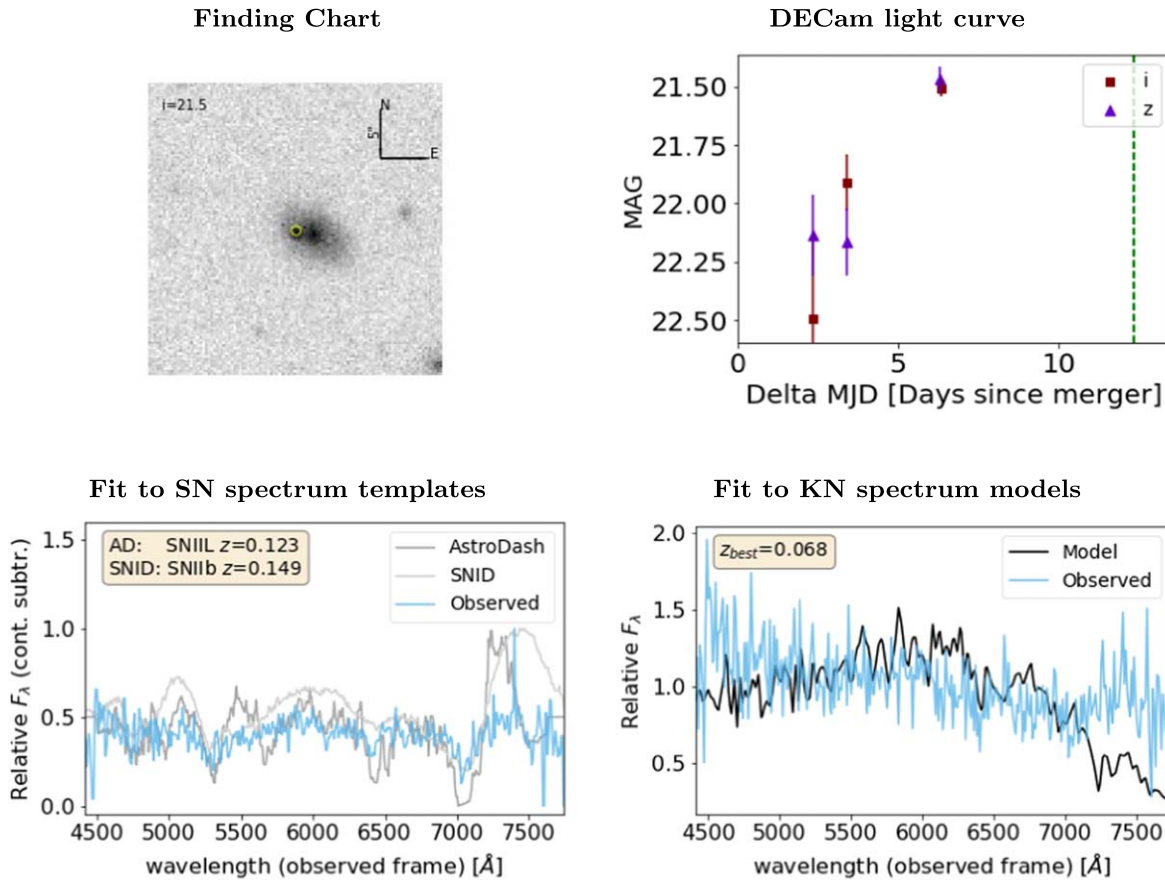 Finding Chart
i=21.5
N
5"
E
DECam light curve
21.50
21.75
22.00
22.25
22.50
MAG
i
z
0
5
10
Delta MJD [Days since merger]
Fit to SN spectrum templates
AD: SNIIL z=0.123
SNID: SNIIb z=0.149
AstroDash
SNID
Observed
1.5
1.0
0.5
0.0
Relative Fλ (cont. subtr.)
4500 5000 5500 6000 6500 7000 7500
wavelength (observed frame) [Å]
Fit to KN spectrum models
zbest=0.068
Model
Observed
2.0
1.5
1.0
0.5
Relative Fλ
4500 5000 5500 6000 6500 7000 7500
wavelength (observed frame) [Å]